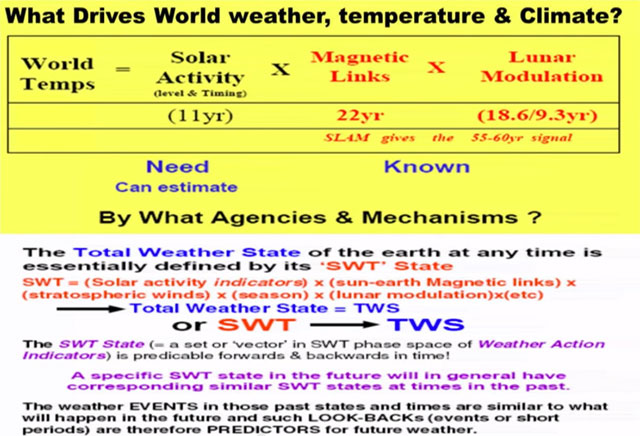 What Drives World weather, temperature & Climate?
World Temps = Solar Activity (level & Timing) X Magnetic Links X Lunar Modulation
(11yr) 22yr (18.6/9.3yr)
SLAM gives the 55-60yr signal
Need Known
Can estimate
By What Agencies & Mechanisms ?
The Total Weather State of the earth at any time is
essentially defined by its ‘SWT’ State
SWT = (Solar activity indicators) x (sun-earth Magnetic links) x
(stratospheric winds) x (season) x (lunar modulation)x(etc)
Total Weather State = TWS
or SWT TWS
The SWT State (= a set or ‘vector’ in SWT phase space of Weather Action
Indicators) is predicable forwards & backwards in time!
A specific SWT state in the future will in general have
corresponding similar SWT states at times in the past.
The weather EVENTS in those past states and times are similar to what
will happen in the future and such LOOK-BACKs (events or short
periods) are therefore PREDICTORS for future weather.